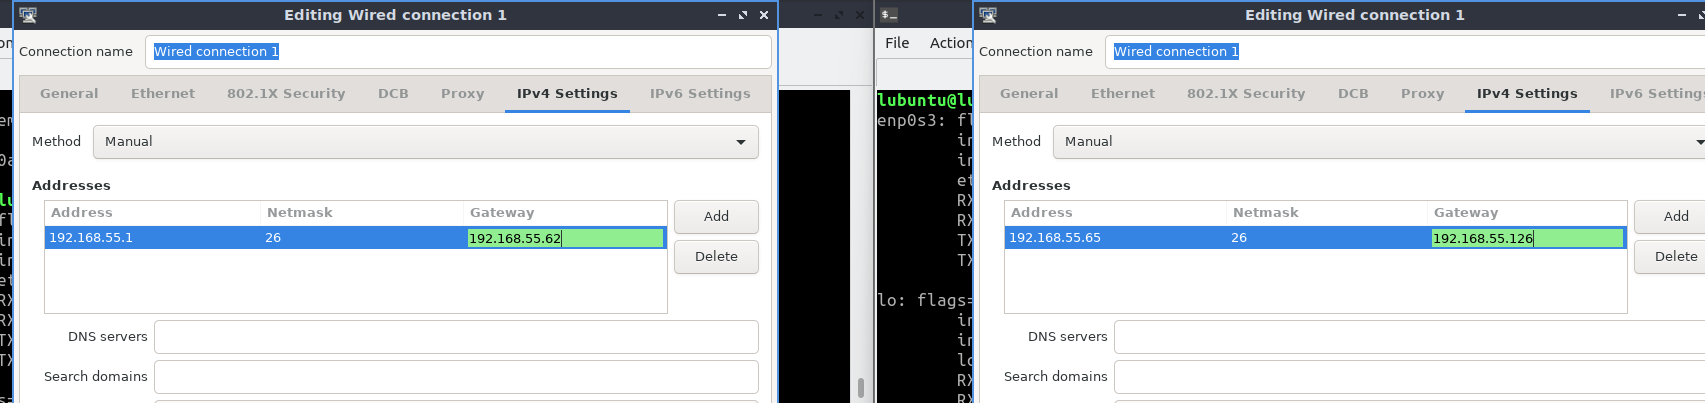 Editing Wired connection 1
Connection name Wired connection 1
General Ethernet 802.1X Security DCB Proxy IPv4 Settings IPv6 Settings
Method Manual
Addresses
Address Netmask Gateway
192.168.55.1 26 192.168.55.62
Add
Delete
DNS servers
Search domains
File Action
lubuntu@lu
enp0s3: fl
in
in
et
RX
RX
TX
TX
lo: flags=
in
in
lo
RX
RX
Editing Wired connection 1
Connection name Wired connection 1
General Ethernet 802.1X Security DCB Proxy IPv4 Settings IPv6 Settings
Method Manual
Addresses
Address Netmask Gateway
192.168.55.65 26 192.168.55.126
Add
Delete
DNS servers
Search domains